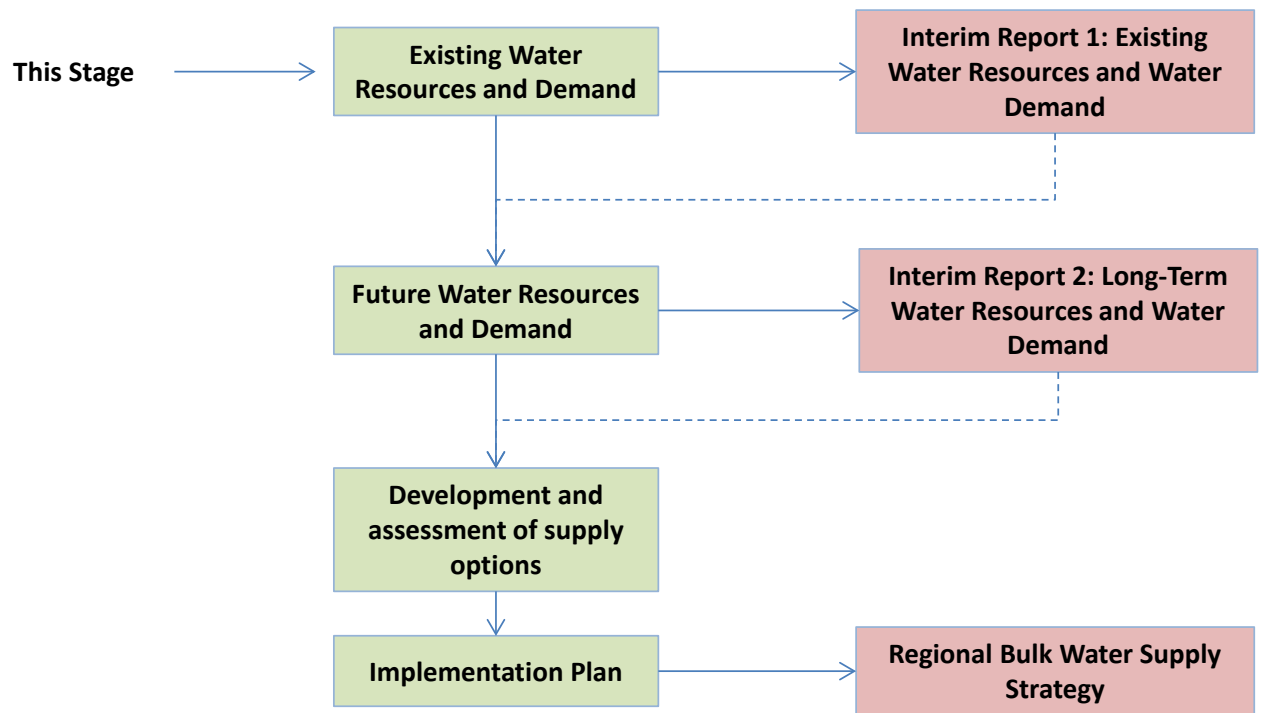 This Stage
Existing Water
Resources and Demand
Interim Report 1: Existing
Water Resources and Water
Demand
Future Water Resources
and Demand
Interim Report 2: Long-Term
Water Resources and Water
Demand
Development and
assessment of supply
options
Implementation Plan
Regional Bulk Water Supply
Strategy